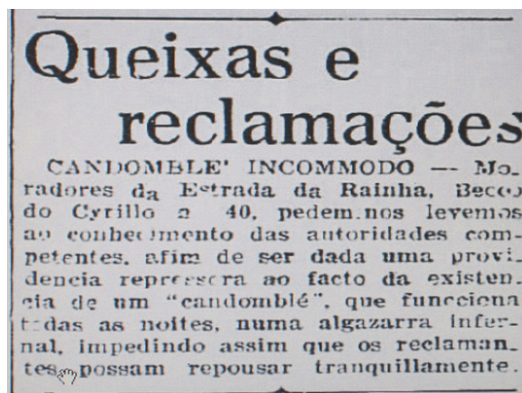 Queixas e
reclamações
CANDOMBLE' INCOMMODO — Mo-
radores da Estrada da Rainha, Becco
do Cyrillo n 40, pedem-nos levemos
ao conhecimento das autoridades com-
petentes, afim de ser dada uma provi-
dencia repressora ao facto da existen-
cia de um "candomblé", que funcciona
todas as noites, numa algazarra infer-
nal, impedindo assim que os reclaman-
tes possam repousar tranquillamente.